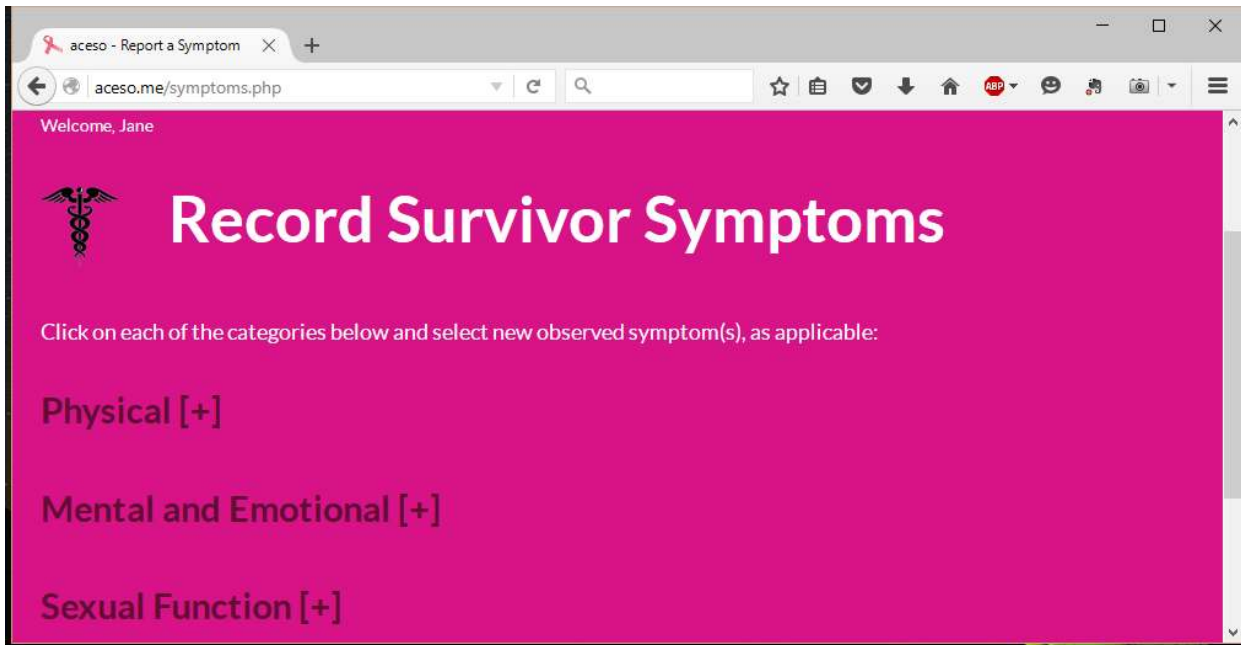 aceso - Report a Symptom
aceso.me/symptoms.php
ABP
Welcome, Jane
Record Survivor Symptoms
Click on each of the categories below and select new observed symptom(s), as applicable:
Physical [+]
Mental and Emotional [+]
Sexual Function [+]